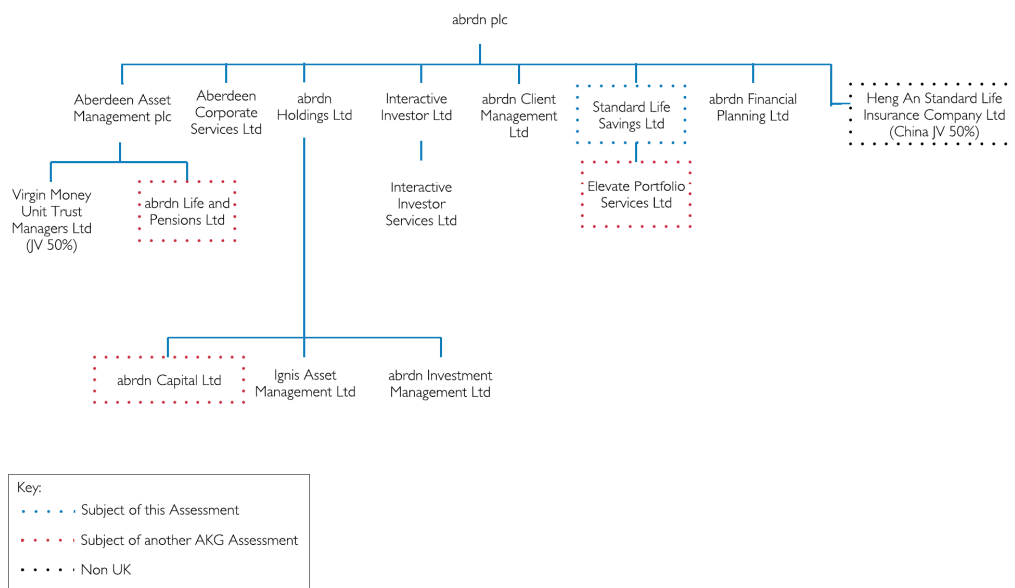 abrdn plc
Aberdeen Asset
Management plc
Aberdeen
Corporate
Services Ltd
abrdn
Holdings Ltd
Interactive
Investor Ltd
abrdn Client
Management
Ltd
Standard Life
Savings Ltd
abrdn Financial
Planning Ltd
Heng An Standard Life
Insurance Company Ltd
(China JV 50%)
Virgin Money
Unit Trust
Managers Ltd
(JV 50%)
abrdn Life and
Pensions Ltd
Interactive
Investor
Services Ltd
Elevate Portfolio
Services Ltd
abrdn Capital Ltd
Ignis Asset
Management Ltd
abrdn Investment
Management Ltd
Key:
Subject of this Assessment
Subject of another AKG Assessment
Non UK